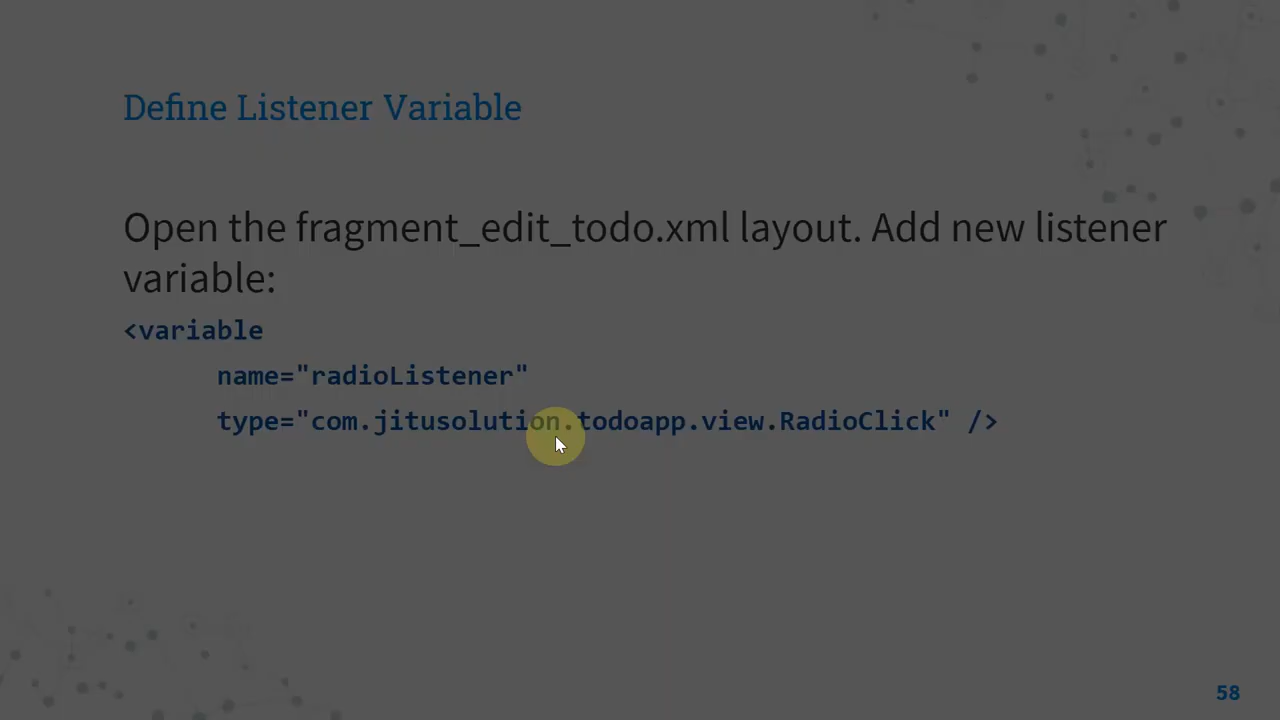 Define Listener Variable
Open the fragment_edit_todo.xml layout. Add new listener
variable:
<variable
name="radioListener"
type="com.jitusolution.todoapp.view.RadioClick" />
58